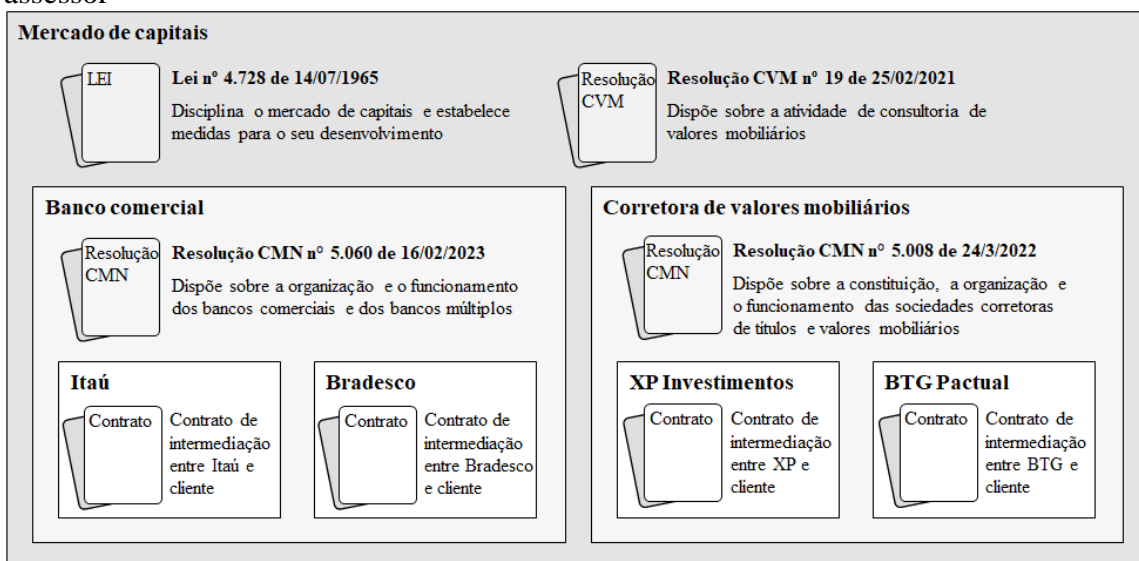 assessor
Mercado de capitais
LEI
Lei nº 4.728 de 14/07/1965
Disciplina o mercado de capitais e estabelece
medidas para o seu desenvolvimento
Resolução
CVM
Resolução CVM nº 19 de 25/02/2021
Dispõe sobre a atividade de consultoria de
valores mobiliários
Banco comercial
Resolução
CMN
Resolução CMN n° 5.060 de 16/02/2023
Dispõe sobre a organização e o funcionamento
dos bancos comerciais e dos bancos múltiplos
Itaú
Contrato
Contrato de
intermediação
entre Itaú e
cliente
Bradesco
Contrato
Contrato de
intermediação
entre Bradesco
e cliente
Corretora de valores mobiliários
Resolução
CMN
Resolução CMN n° 5.008 de 24/3/2022
Dispõe sobre a constituição, a organização e
o funcionamento das sociedades corretoras
de títulos e valores mobiliários
XP Investimentos
Contrato
Contrato de
intermediação
entre XP e
cliente
BTG Pactual
Contrato
Contrato de
intermediação
entre BTG e
cliente